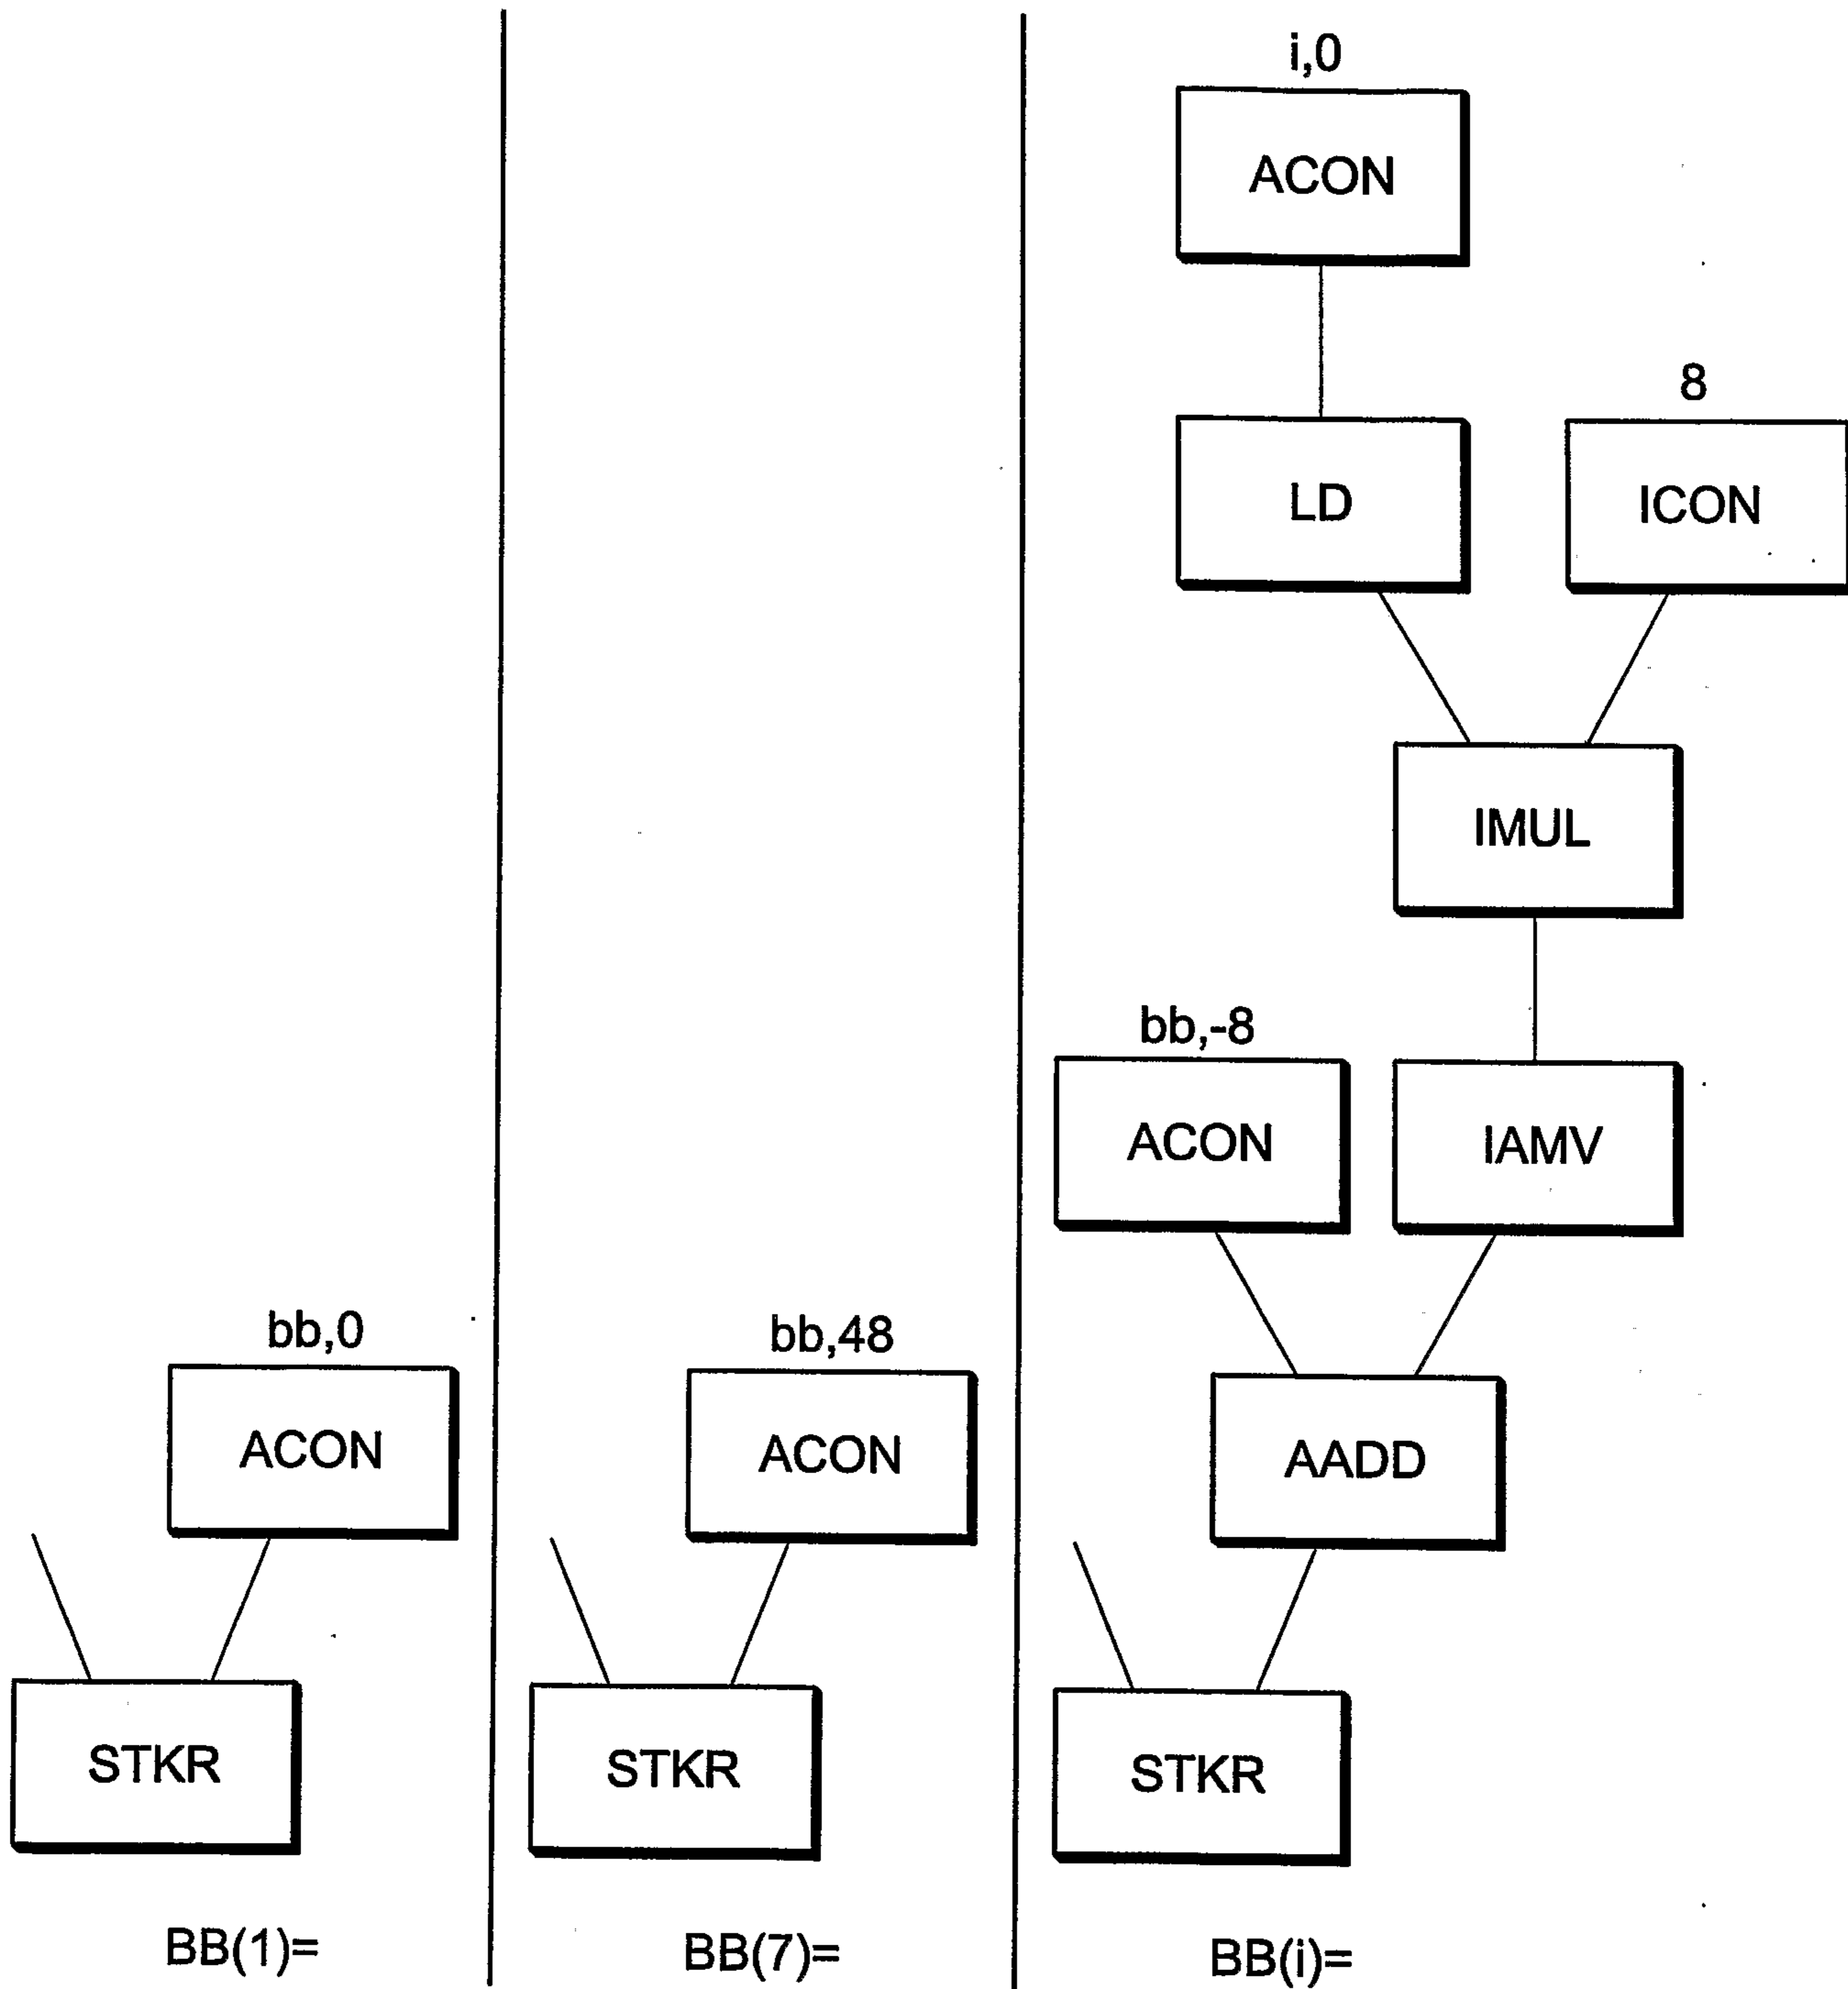 bb,0
ACON
STKR
BB(1)=
bb,48
ACON
STKR
BB(7)=
i,0
ACON
8
LD
ICON
IMUL
bb,-8
ACON
IAMV
AADD
STKR
BB(i)=